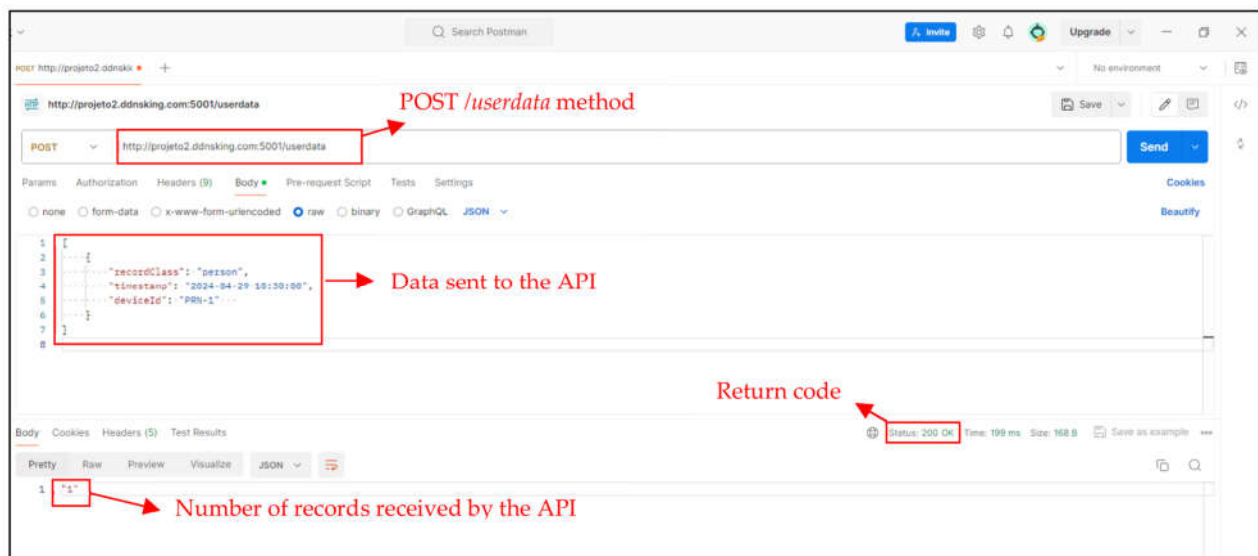 Search Postman
Invite
Upgrade
POST http://projeto2.ddnskin
No environment
http://projeto2.ddnsking.com:5001/userdata
POST /userdata method
Save
POST
http://projeto2.ddnsking.com:5001/userdata
Send
Params Authorization Headers (9) Body Pre-request Script Tests Settings
Cookies
none form-data x-www-form-urlencoded raw binary GraphQL JSON
Beautify
1 [
2 {
3 "recordClass": "person",
4 "timestamp": "2024-04-29 10:30:00",
5 "deviceId": "PRN-1"
6 }
7 ]
8
Data sent to the API
Return code
Body Cookies Headers (5) Test Results
Status: 200 OK Time: 199 ms Size: 168 B Save as example
Pretty Raw Preview Visualize JSON
1 "1"
Number of records received by the API